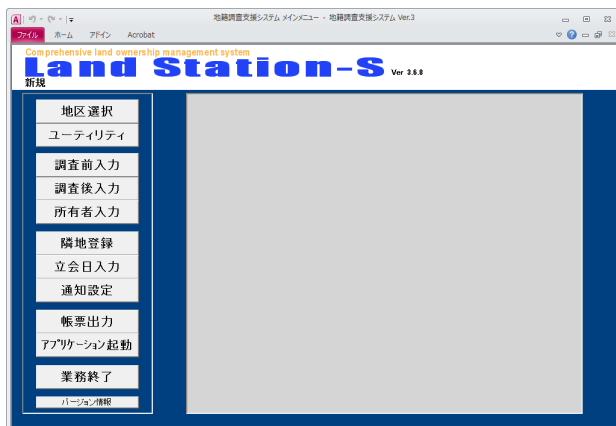 地籍調査支援システム メインメニュー - 地籍調査支援システム Ver.3
ファイル ホーム アドイン Acrobat
Comprehensive land ownership management system
Land Station-S Ver 3.6.8
新規
地区選択
ユーティリティ
調査前入力
調査後入力
所有者入力
隣地登録
立会日入力
通知設定
帳票出力
アプリケーション起動
業務終了
バージョン情報